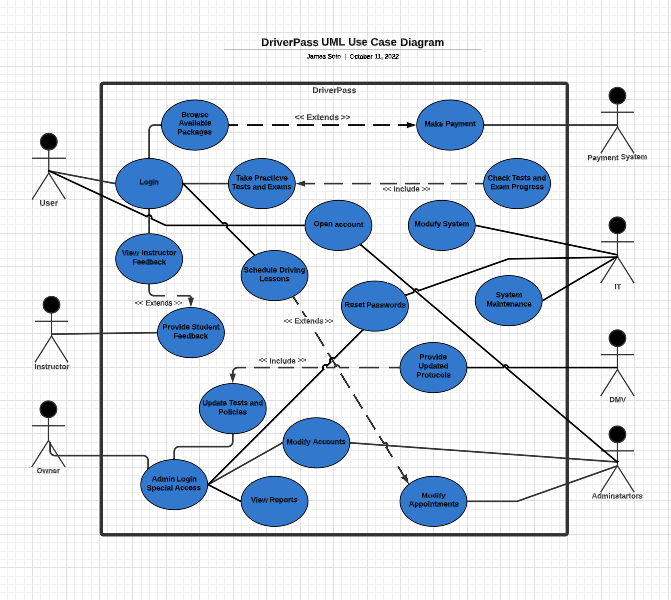 DriverPass UML Use Case Diagram
James Soto | October 11, 2022
DriverPass
Browse
Available
Packages
<< Extends >>
Make Payment
Payment System
Login
Take Practicve
Tests and Exams
<< Include >>
Check Tests and
Exam Progress
User
Open account
Modufy System
View Instructor
Feedback
Schedule Driving
Lessons
IT
<< Extends >>
Reset Passwords
System
Maintenance
<< Extends >>
Provide Student
Feedback
Instructor
<< Include >>
Provide
Updated
Protocols
DMV
Update Tests and
Policies
Modify Accounts
Owner
Admin Login
Special Access
View Reports
Modify
Appointments
Adminstartors